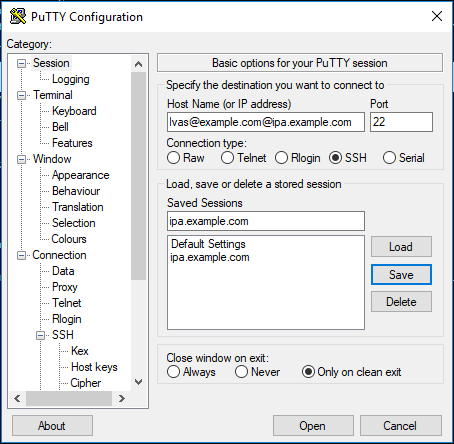 PuTTY Configuration
Category:
Session
Logging
Terminal
Keyboard
Bell
Features
Window
Appearance
Behaviour
Translation
Selection
Colours
Connection
Data
Proxy
Telnet
Rlogin
SSH
Kex
Host keys
Cipher
Basic options for your PuTTY session
Specify the destination you want to connect to
Host Name (or IP address) Port
lvas@example.com@ipa.example.com 22
Connection type:
Raw Telnet Rlogin SSH Serial
Load, save or delete a stored session
Saved Sessions
ipa.example.com
Default Settings
ipa.example.com
Load
Save
Delete
Close window on exit:
Always Never Only on clean exit
About Open Cancel